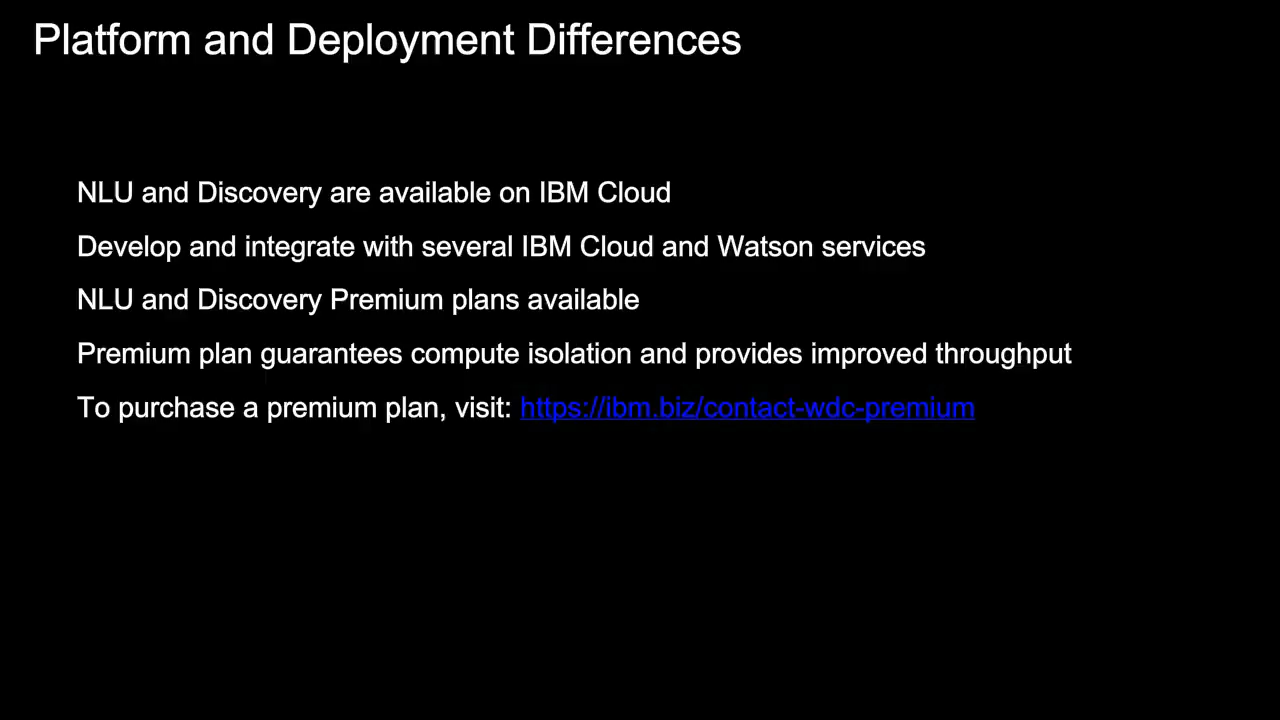 Platform and Deployment Differences
NLU and Discovery are available on IBM Cloud
Develop and integrate with several IBM Cloud and Watson services
NLU and Discovery Premium plans available
Premium plan guarantees compute isolation and provides improved throughput
To purchase a premium plan, visit: https://ibm.biz/contact-wdc-premium